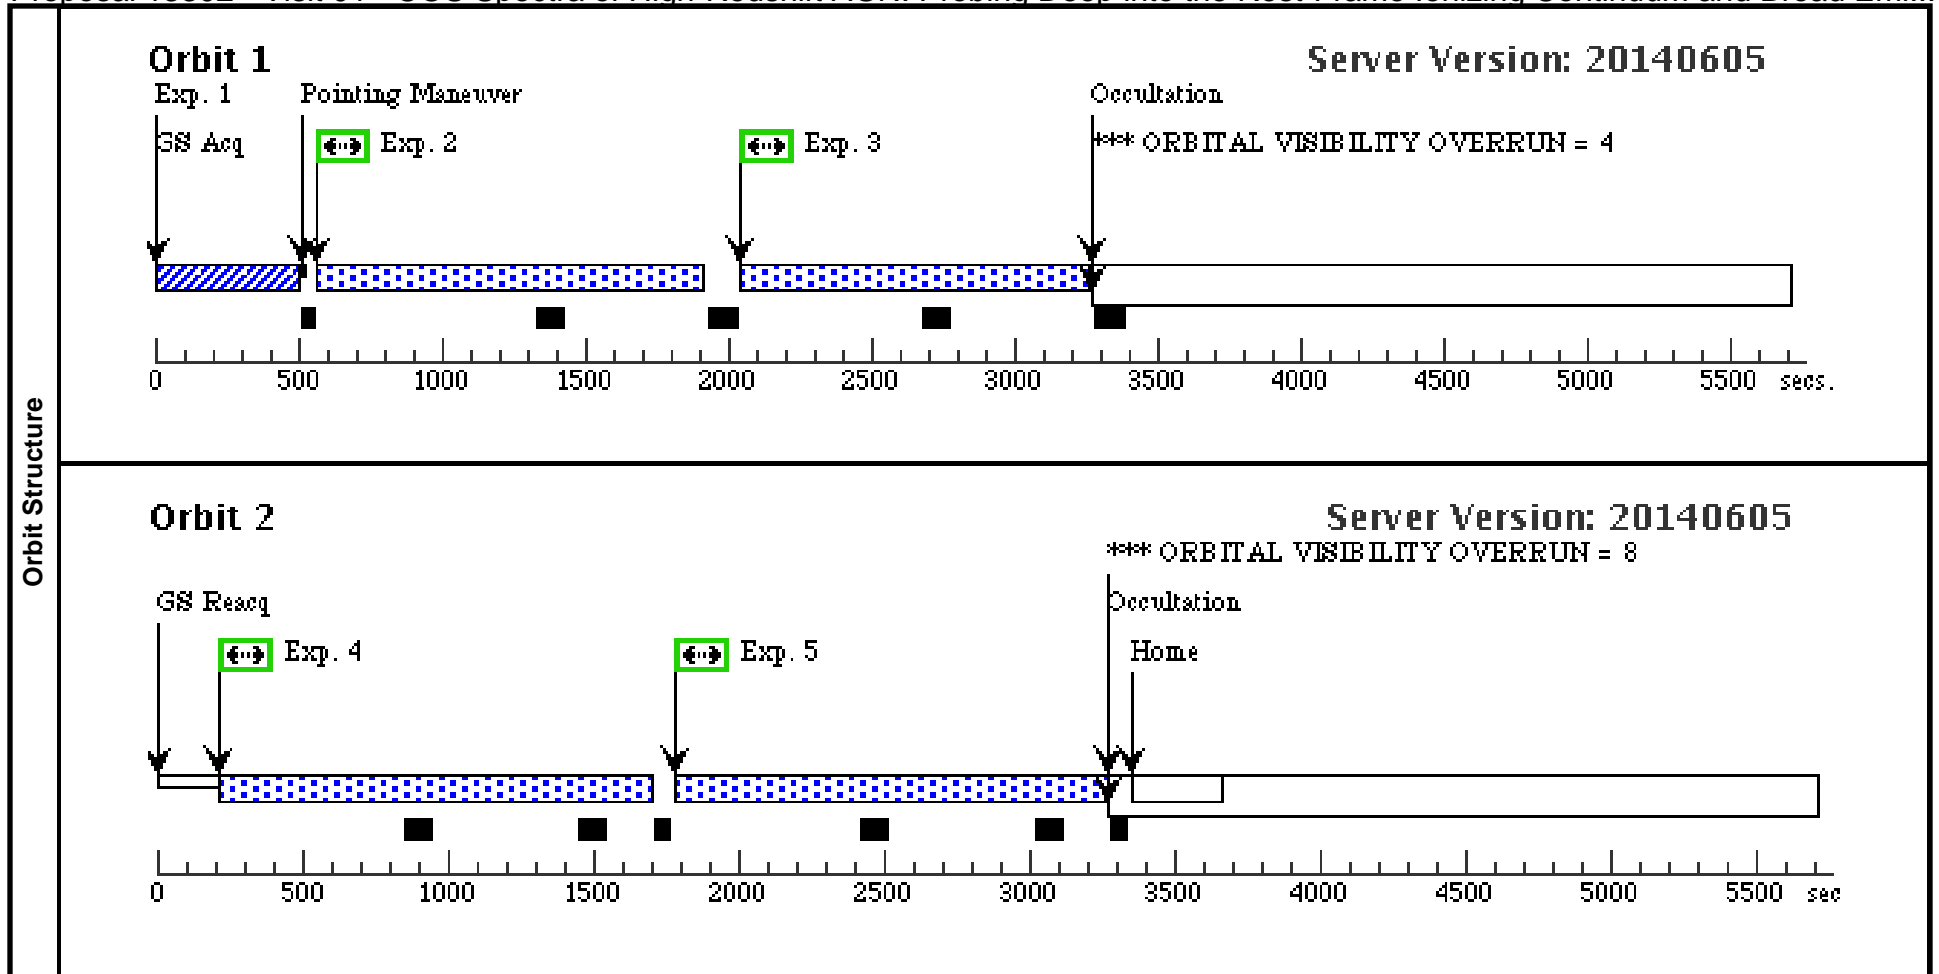 Orbit Structure
Orbit 1
Server Version: 20140605
Exp. 1
Pointing Maneuver
Occultation
GS Acq
Exp. 2
Exp. 3
*** ORBITAL VISIBILITY OVERRUN = 4
0 500 1000 1500 2000 2500 3000 3500 4000 4500 5000 5500 secs.
Orbit 2
Server Version: 20140605
*** ORBITAL VISIBILITY OVERRUN = 8
GS Reacq
Occultation
Exp. 4
Exp. 5
Home
0 500 1000 1500 2000 2500 3000 3500 4000 4500 5000 5500 sec